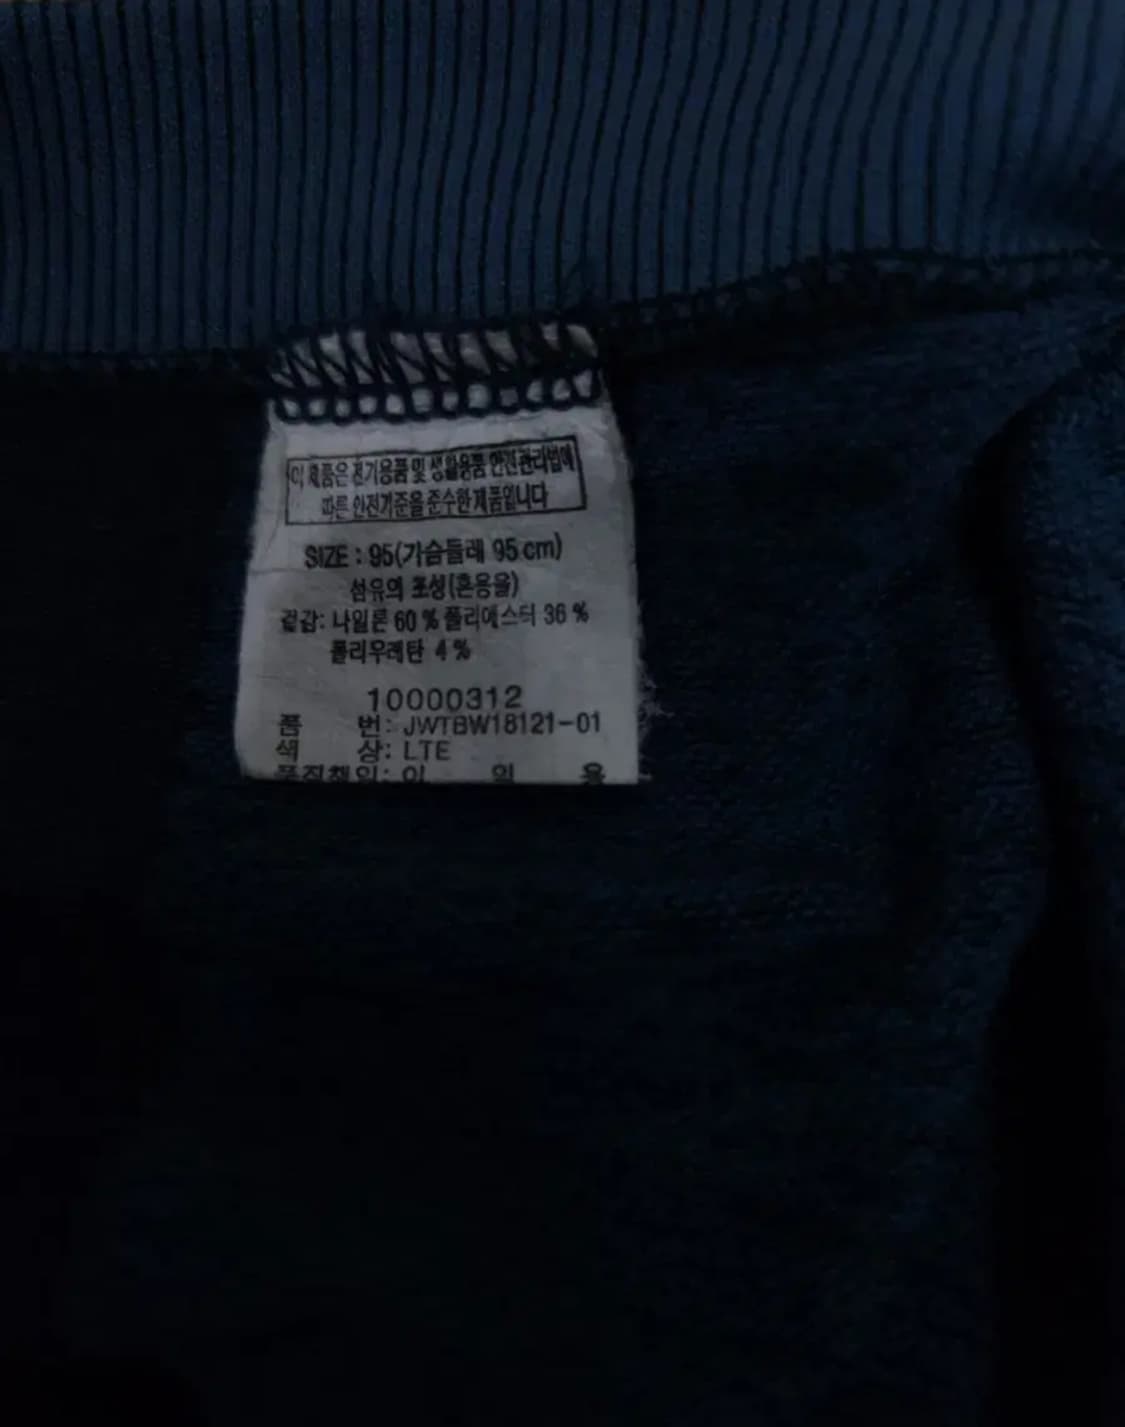 이 제품은 전기용품 및 생활용품 안전관리법에
따른 안전기준을 준수한 제품입니다
SIZE : 95(가슴둘레 95 cm)
섬유의 조성(혼용율)
겉감: 나일론 60 % 폴리에스터 36 %
폴리우레탄 4 %
10000312
품 번: JWTBW18121-01
색 상: LTE
품질책임: